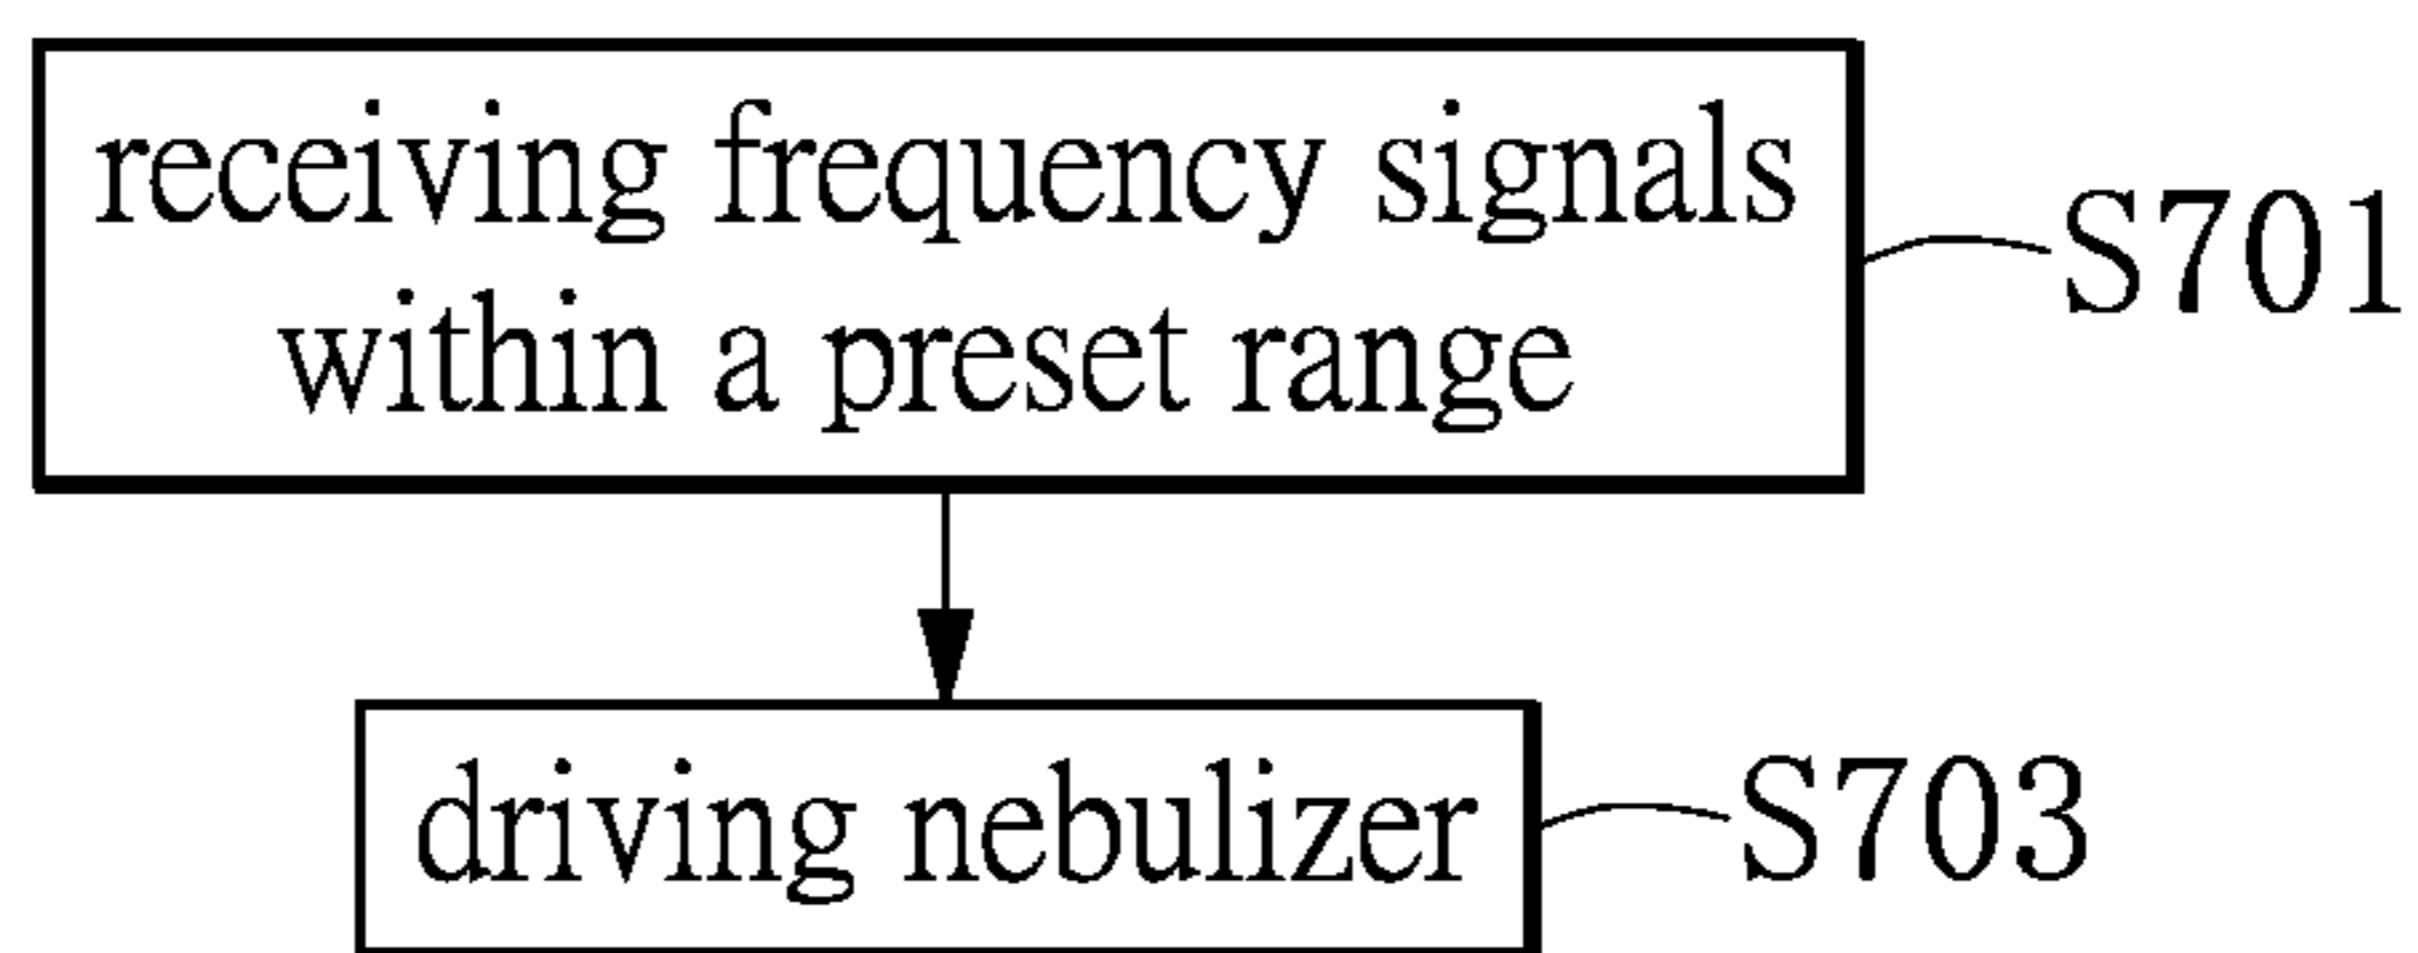 receiving frequency signals
within a preset range
S701
driving nebulizer
S703